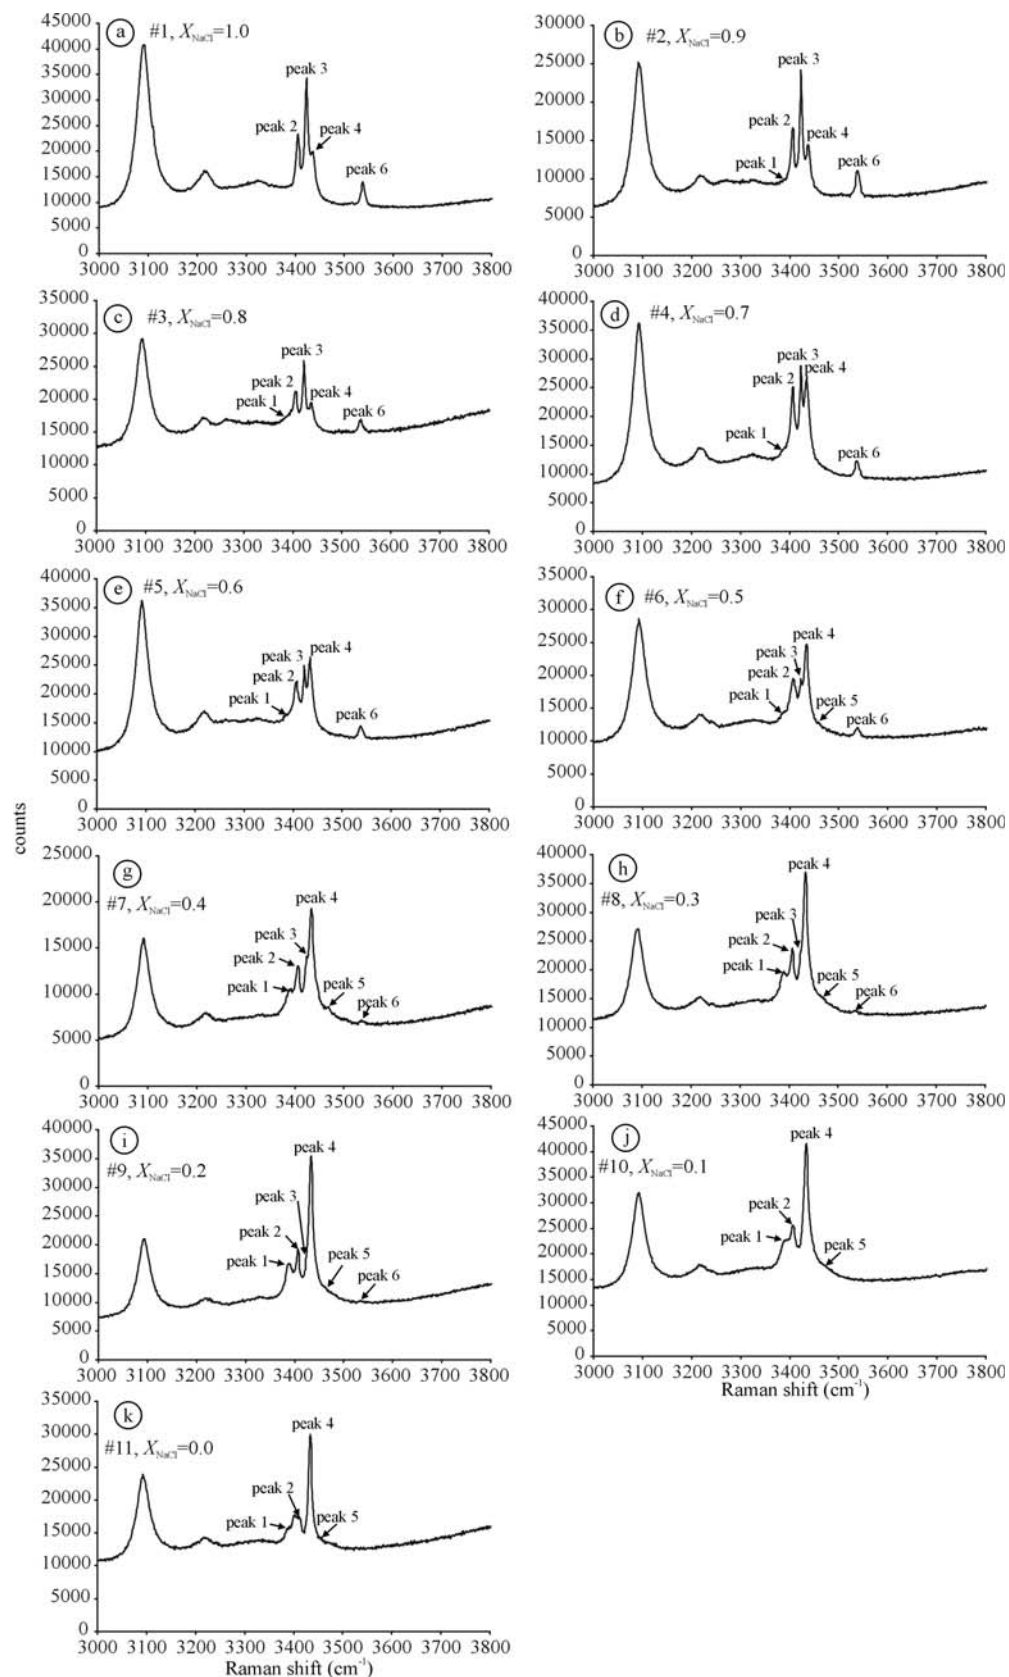 counts
a #1, X_NaCl=1.0
45000
40000
35000
30000
25000
20000
15000
10000
5000
0
peak 3
peak 2
peak 4
peak 6
3000 3100 3200 3300 3400 3500 3600 3700 3800
b #2, X_NaCl=0.9
30000
25000
20000
15000
10000
5000
0
peak 3
peak 2
peak 4
peak 1
peak 6
3000 3100 3200 3300 3400 3500 3600 3700 3800
c #3, X_NaCl=0.8
35000
30000
25000
20000
15000
10000
5000
0
peak 3
peak 2
peak 4
peak 1
peak 6
3000 3100 3200 3300 3400 3500 3600 3700 3800
d #4, X_NaCl=0.7
40000
35000
30000
25000
20000
15000
10000
5000
0
peak 3
peak 4
peak 2
peak 1
peak 6
3000 3100 3200 3300 3400 3500 3600 3700 3800
e #5, X_NaCl=0.6
40000
35000
30000
25000
20000
15000
10000
5000
0
peak 4
peak 3
peak 2
peak 1
peak 6
3000 3100 3200 3300 3400 3500 3600 3700 3800
f #6, X_NaCl=0.5
35000
30000
25000
20000
15000
10000
5000
0
peak 4
peak 3
peak 2
peak 1
peak 5
peak 6
3000 3100 3200 3300 3400 3500 3600 3700 3800
g
#7, X_NaCl=0.4
25000
20000
15000
10000
5000
0
peak 4
peak 3
peak 2
peak 1
peak 5
peak 6
3000 3100 3200 3300 3400 3500 3600 3700 3800
h
#8, X_NaCl=0.3
40000
35000
30000
25000
20000
15000
10000
5000
0
peak 4
peak 3
peak 2
peak 1
peak 5
peak 6
3000 3100 3200 3300 3400 3500 3600 3700 3800
i
#9, X_NaCl=0.2
40000
35000
30000
25000
20000
15000
10000
5000
0
peak 4
peak 3
peak 2
peak 1
peak 5
peak 6
3000 3100 3200 3300 3400 3500 3600 3700 3800
j
#10, X_NaCl=0.1
45000
40000
35000
30000
25000
20000
15000
10000
5000
0
peak 4
peak 2
peak 1
peak 5
3000 3100 3200 3300 3400 3500 3600 3700 3800
Raman shift (cm⁻¹)
k
#11, X_NaCl=0.0
35000
30000
25000
20000
15000
10000
5000
0
peak 4
peak 2
peak 1
peak 5
3000 3100 3200 3300 3400 3500 3600 3700 3800
Raman shift (cm⁻¹)